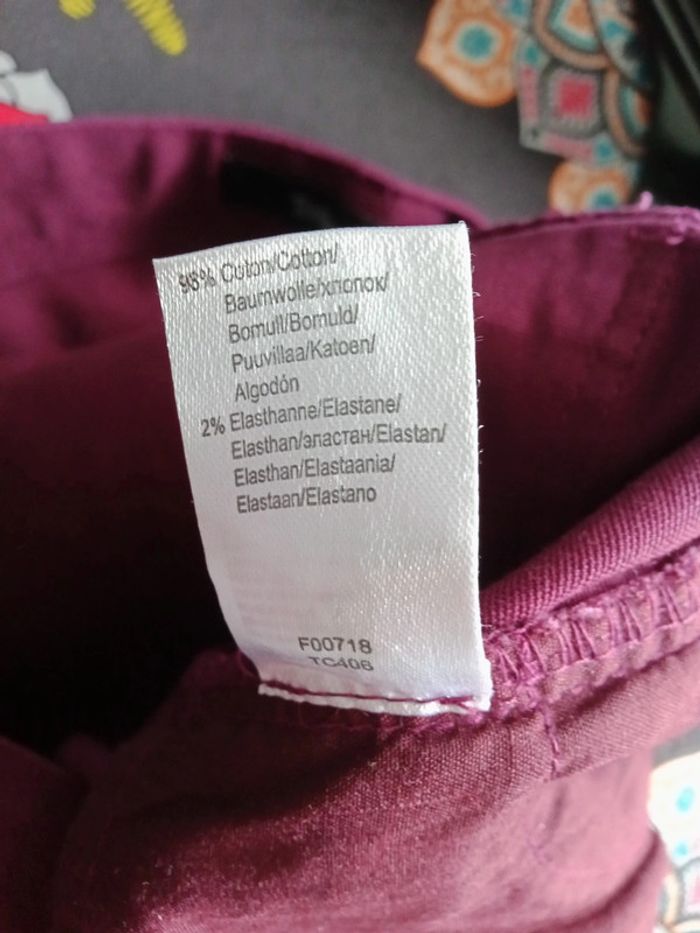 98% Coton/Cotton/
Baumwolle/хлопок/
Bomull/Bomuld/
Puuvillaa/Katoen/
Algodón
2% Elasthanne/Elastane/
Elasthan/эластан/Elastan/
Elasthan/Elastaania/
Elastaan/Elastano
F00718
TC406